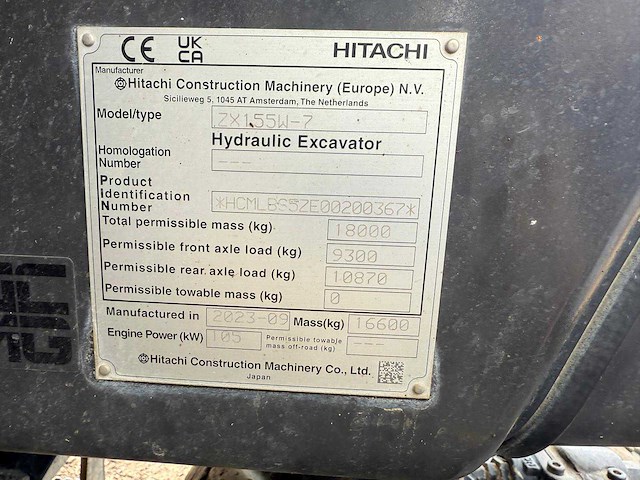 CE UK CA HITACHI
Manufacturer
Hitachi Construction Machinery (Europe) N.V.
Sicilieweg 5, 1045 AT Amsterdam, The Netherlands
Model/type ZX155W-7
Hydraulic Excavator
Homologation Number ---
Product Identification Number *HCMLBS5ZE00200367*
Total permissible mass (kg) 18000
Permissible front axle load (kg) 9300
Permissible rear axle load (kg) 10870
Permissible towable mass (kg) 0
Manufactured in 2023-09 Mass(kg) 16600
Engine Power (kW) 105 Permissible towable mass off-road (kg) ---
Hitachi Construction Machinery Co., Ltd.
Japan